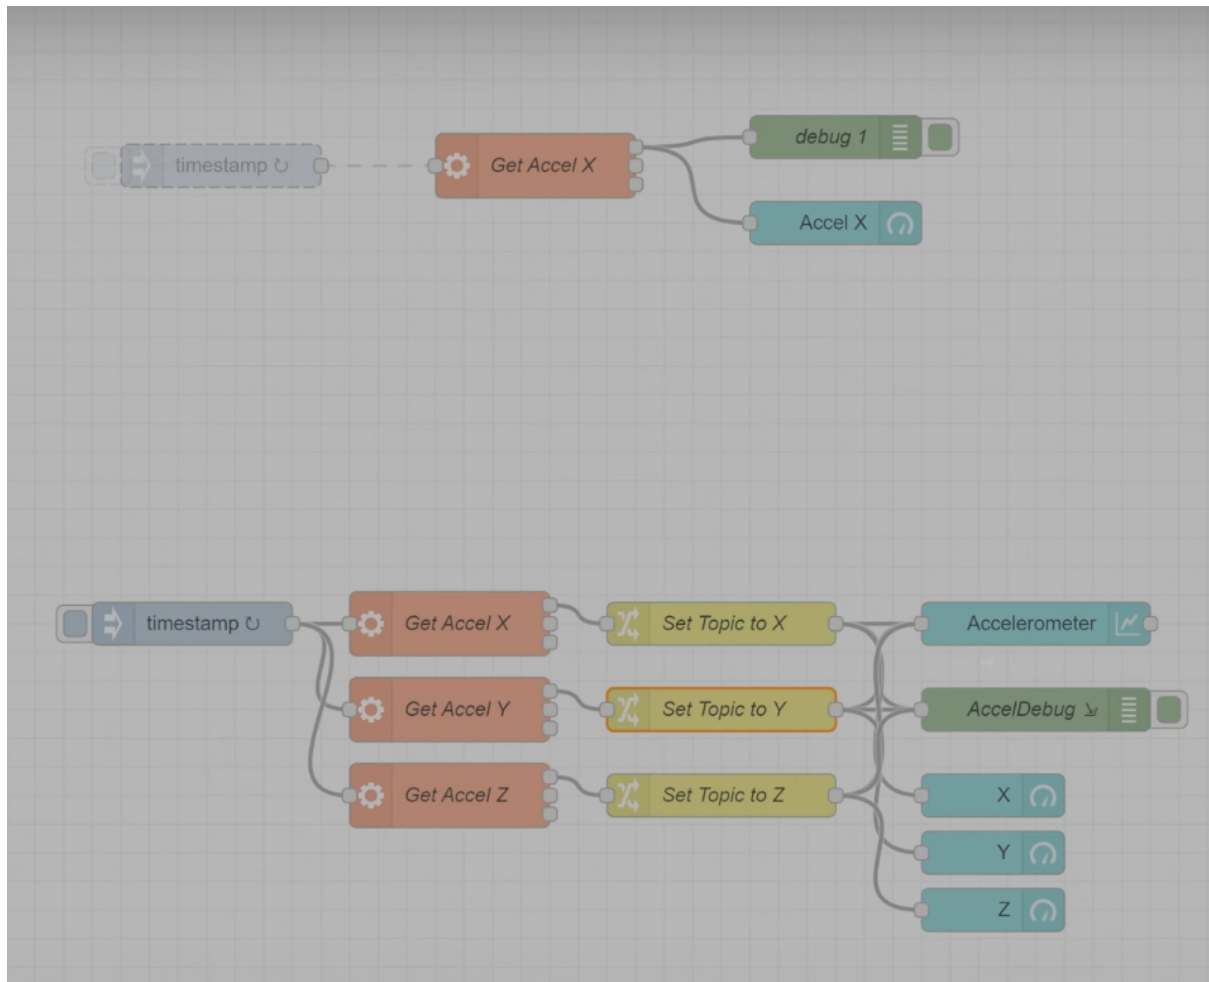 timestamp ↻
Get Accel X
debug 1
Accel X
timestamp ↻
Get Accel X
Set Topic to X
Accelerometer
Get Accel Y
Set Topic to Y
AccelDebug ⇲
Get Accel Z
Set Topic to Z
X
Y
Z